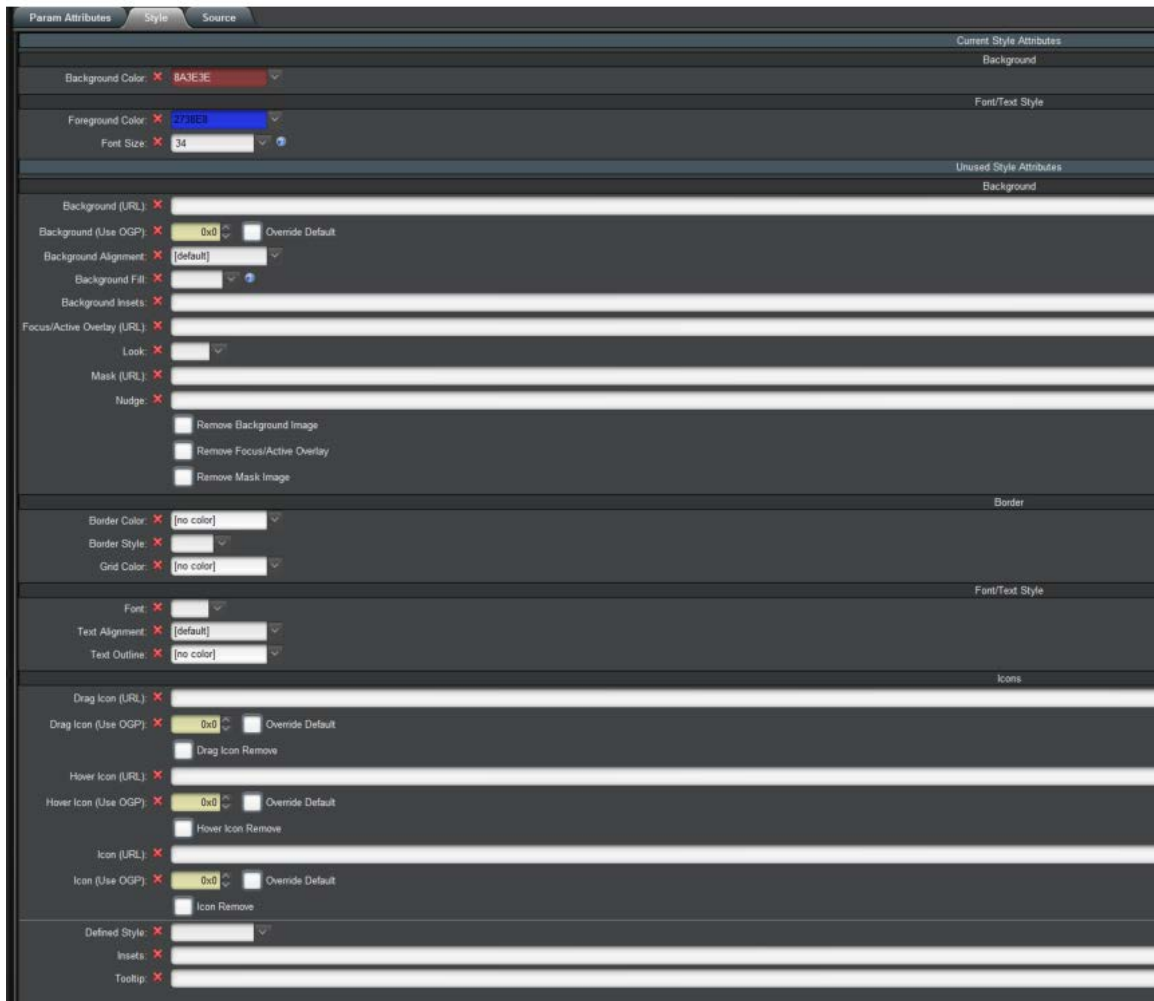 Param Attributes Style Source
Current Style Attributes
Background
Background Color: 8A3E3E
Font/Text Style
Foreground Color: 2738E8
Font Size: 34
Unused Style Attributes
Background
Background (URL):
Background (Use OGP): 0x0 Override Default
Background Alignment: [default]
Background Fill:
Background Insets:
Focus/Active Overlay (URL):
Look:
Mask (URL):
Nudge:
Remove Background Image
Remove Focus/Active Overlay
Remove Mask Image
Border
Border Color: [no color]
Border Style:
Grid Color: [no color]
Font/Text Style
Font:
Text Alignment: [default]
Text Outline: [no color]
Icons
Drag Icon (URL):
Drag Icon (Use OGP): 0x0 Override Default
Drag Icon Remove
Hover Icon (URL):
Hover Icon (Use OGP): 0x0 Override Default
Hover Icon Remove
Icon (URL):
Icon (Use OGP): 0x0 Override Default
Icon Remove
Defined Style:
Insets:
Tooltip: